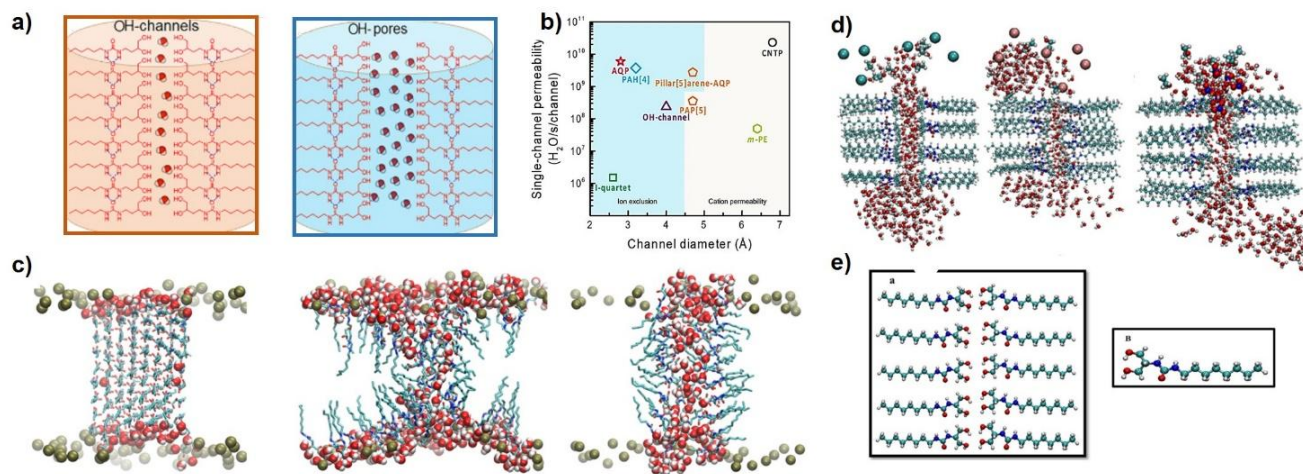 a)
OH-channels
OH-pores
b)
Single-channel permeability
(H₂O/s/channel)
10¹¹
10¹⁰
10⁹
10⁸
10⁷
10⁶
CNTP
AQP
PAH[4]
Pillar[5]arene-AQP
PAP[5]
OH-channel
m-PE
I-quartet
Ion exclusion
Cation permeability
2 3 4 5 6 7
Channel diameter (Å)
d)
c)
e)
a
B